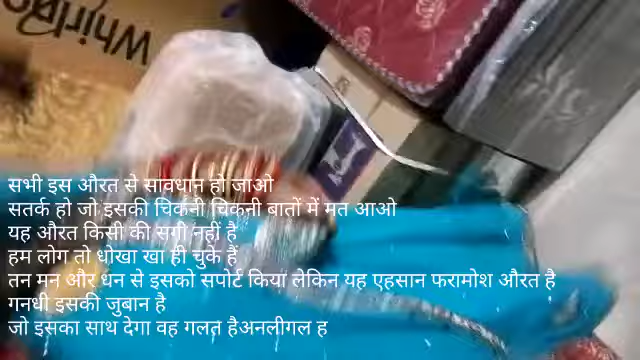 Whirlpo
सभी इस औरत से सावधान हो जाओ
सतर्क हो जो इसकी चिकनी चिकनी बातों में मत आओ
यह औरत किसी की सगी नहीं है
हम लोग तो धोखा खा ही चुके हैं
तन मन और धन से इसको सपोर्ट किया लेकिन यह एहसान फरामोश औरत है
गनधी इसकी जुबान है
जो इसका साथ देगा वह गलत हैअनलीगल ह